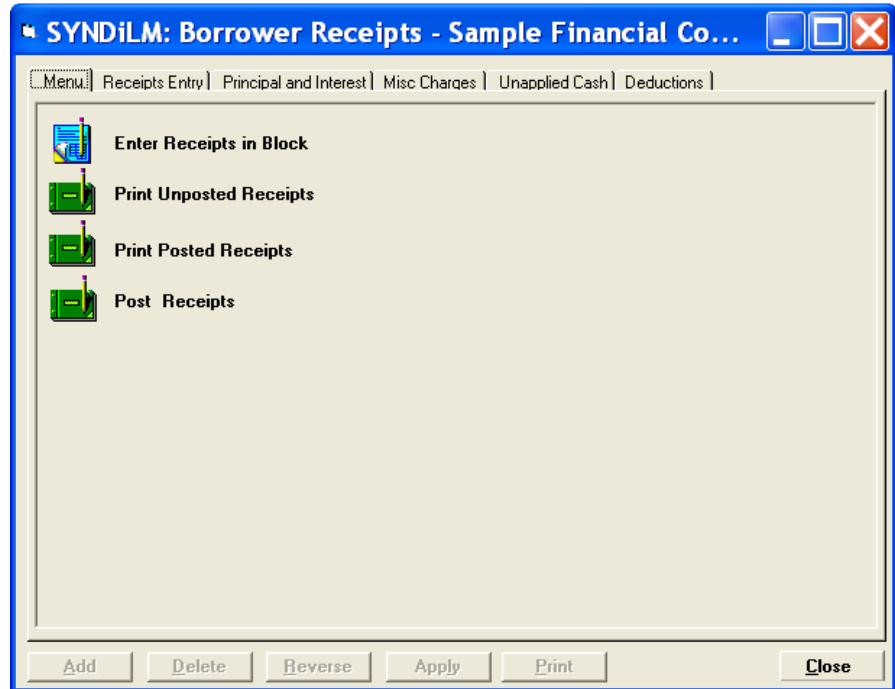 SYNDiLM: Borrower Receipts - Sample Financial Co...
Menu Receipts Entry Principal and Interest Misc Charges Unapplied Cash Deductions
Enter Receipts in Block
Print Unposted Receipts
Print Posted Receipts
Post Receipts
Add Delete Reverse Apply Print Close